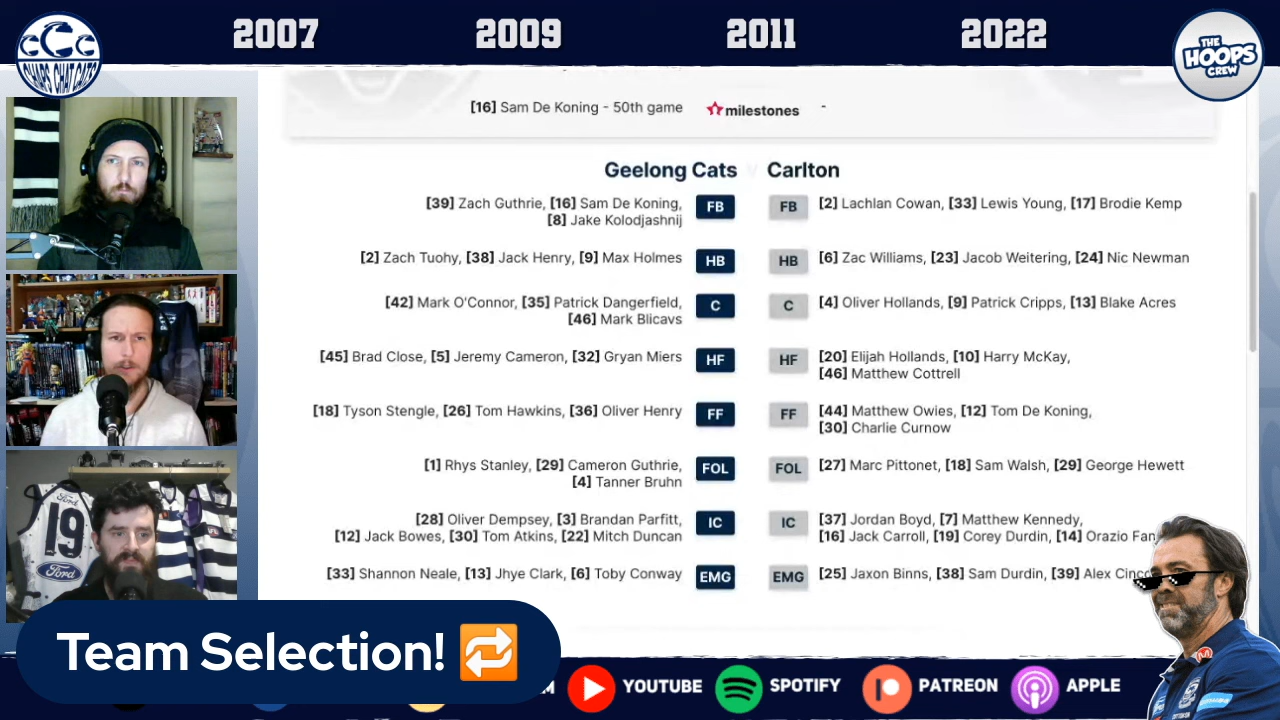 2007 2009 2011 2022
CCC
CHAPS CHAT CATS
THE
HOOPS
CREW
[16] Sam De Koning - 50th game milestones -
Geelong Cats v Carlton
[39] Zach Guthrie, [16] Sam De Koning,
[8] Jake Kolodjashnij
FB FB
[2] Lachlan Cowan, [33] Lewis Young, [17] Brodie Kemp
[2] Zach Tuohy, [38] Jack Henry, [9] Max Holmes
HB HB
[6] Zac Williams, [23] Jacob Weitering, [24] Nic Newman
[42] Mark O'Connor, [35] Patrick Dangerfield,
[46] Mark Blicavs
C C
[4] Oliver Hollands, [9] Patrick Cripps, [13] Blake Acres
[45] Brad Close, [5] Jeremy Cameron, [32] Gryan Miers
HF HF
[20] Elijah Hollands, [10] Harry McKay,
[46] Matthew Cottrell
[18] Tyson Stengle, [26] Tom Hawkins, [36] Oliver Henry
FF FF
[44] Matthew Owies, [12] Tom De Koning,
[30] Charlie Curnow
[1] Rhys Stanley, [29] Cameron Guthrie,
[4] Tanner Bruhn
FOL FOL
[27] Marc Pittonet, [18] Sam Walsh, [29] George Hewett
[28] Oliver Dempsey, [3] Brandan Parfitt,
[12] Jack Bowes, [30] Tom Atkins, [22] Mitch Duncan
IC IC
[37] Jordan Boyd, [7] Matthew Kennedy,
[16] Jack Carroll, [19] Corey Durdin, [14] Orazio Fan
[33] Shannon Neale, [13] Jhye Clark, [6] Toby Conway
EMG EMG
[25] Jaxon Binns, [38] Sam Durdin, [39] Alex Cinco
Ford
19
Ford
Team Selection!
YOUTUBE SPOTIFY PATREON APPLE